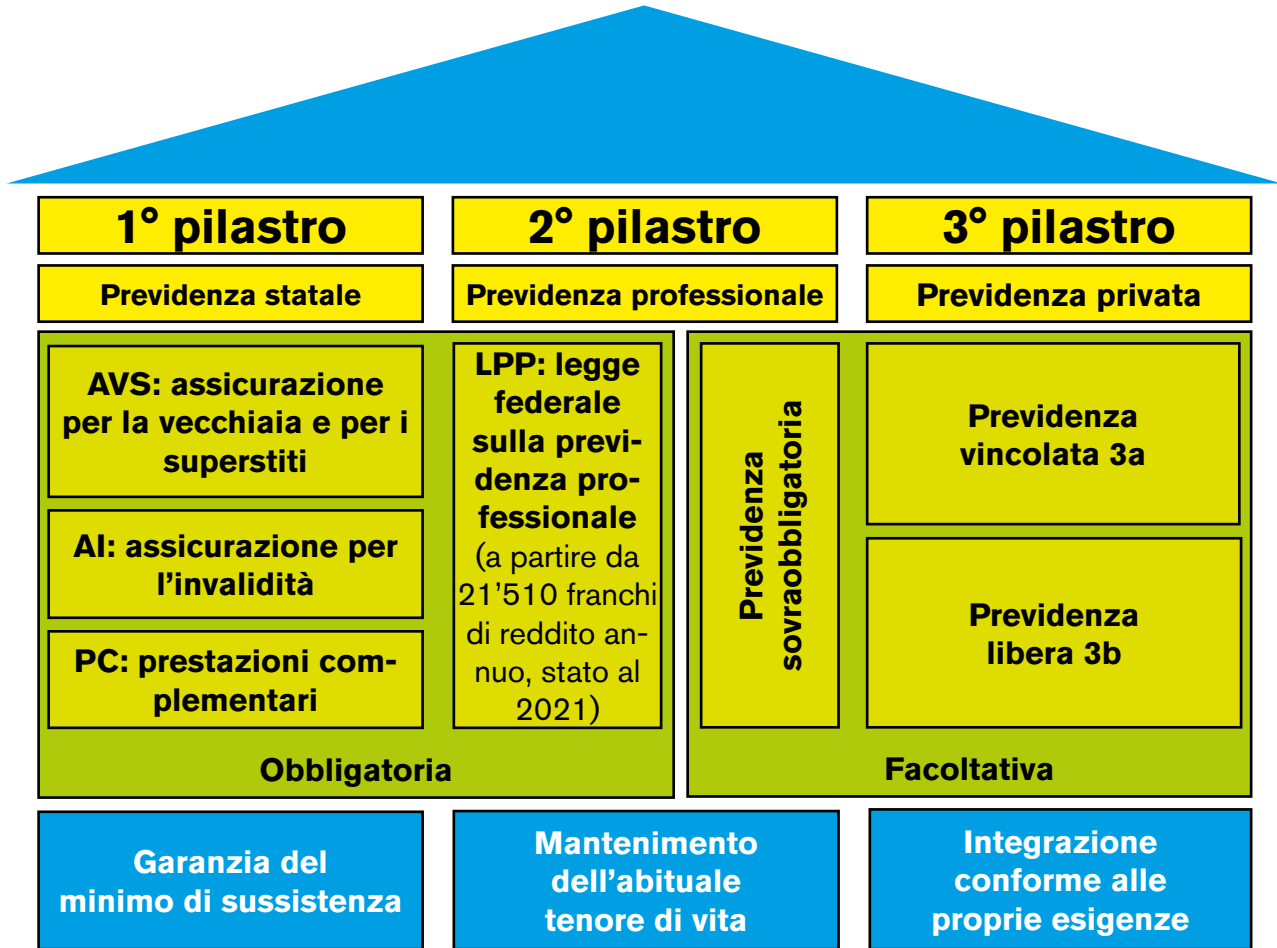 1° pilastro
2° pilastro
3° pilastro
Previdenza statale
Previdenza professionale
Previdenza privata
AVS: assicurazione
per la vecchiaia e per i
superstiti
AI: assicurazione per
l'invalidità
PC: prestazioni com-
plementari
LPP: legge
federale
sulla previ-
denza pro-
fessionale
(a partire da
21'510 franchi
di reddito an-
nuo, stato al
2021)
Obbligatoria
Previdenza
sovraobbligatoria
Previdenza
vincolata 3a
Previdenza
libera 3b
Facoltativa
Garanzia del
minimo di sussistenza
Mantenimento
dell'abituale
tenore di vita
Integrazione
conforme alle
proprie esigenze